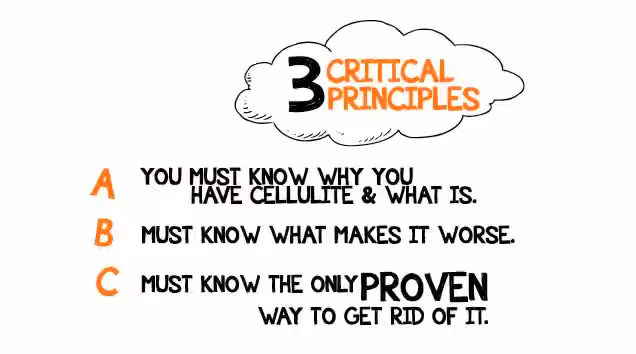 3 CRITICAL
PRINCIPLES
A YOU MUST KNOW WHY YOU
HAVE CELLULITE & WHAT IS.
B MUST KNOW WHAT MAKES IT WORSE.
C MUST KNOW THE ONLY PROVEN
WAY TO GET RID OF IT.